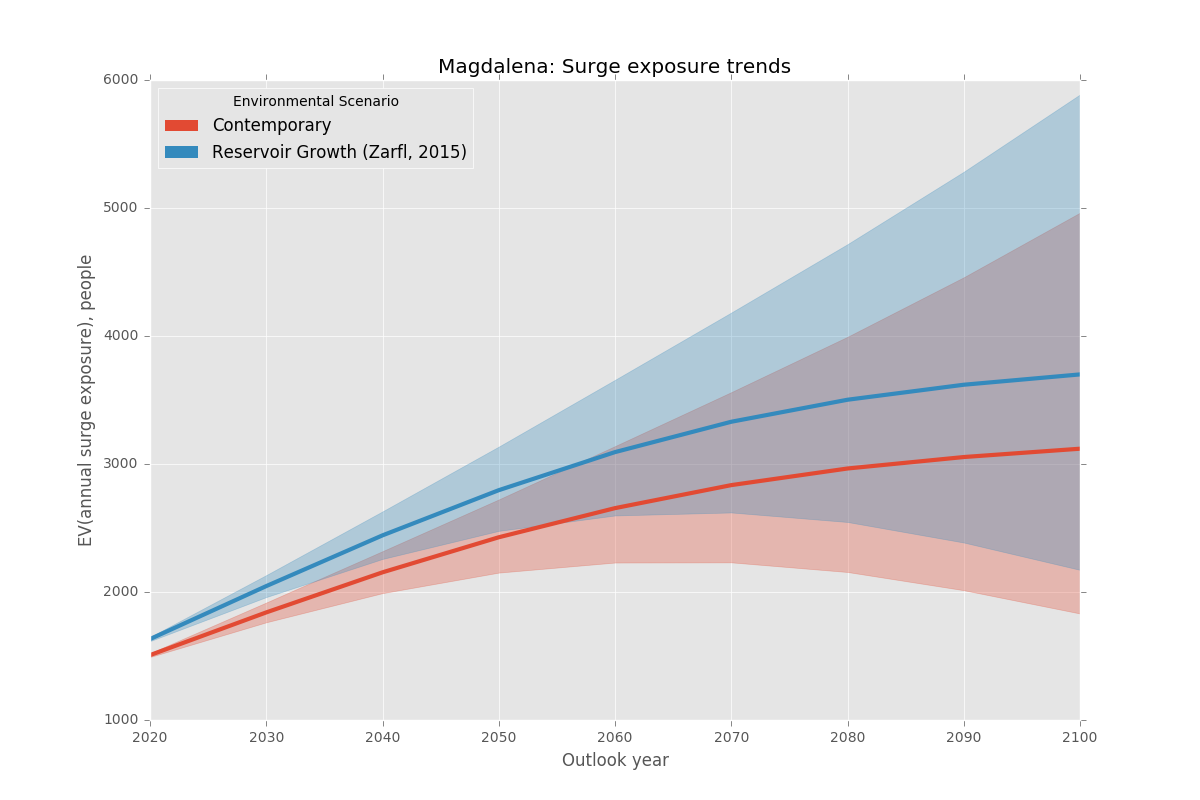 Magdalena: Surge exposure trends
6000
Environmental Scenario
Contemporary
Reservoir Growth (Zarfl, 2015)
5000
4000
3000
2000
1000
EV(annual surge exposure), people
2020 2030 2040 2050 2060 2070 2080 2090 2100
Outlook year